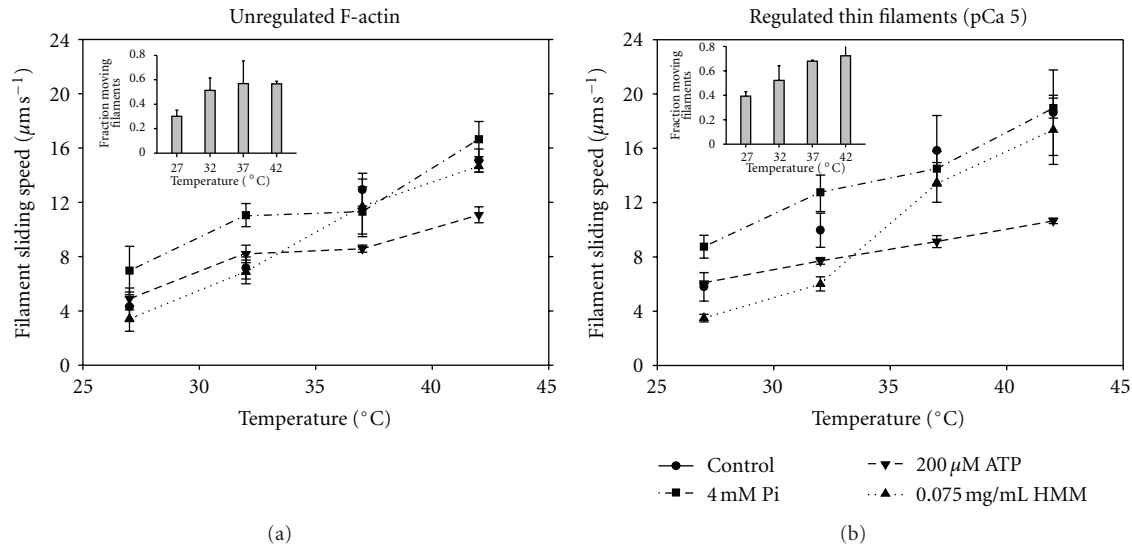 Unregulated F-actin
24
20
16
12
8
4
0
Filament sliding speed (μm s⁻¹)
25 30 35 40 45
Temperature (°C)
0.8
0.6
0.4
0.2
0
Fraction moving
filaments
27 32 37 42
Temperature (°C)
(a)
Regulated thin filaments (pCa 5)
24
20
16
12
8
4
0
Filament sliding speed (μm s⁻¹)
25 30 35 40 45
Temperature (°C)
0.8
0.6
0.4
0.2
0
Fraction moving
filaments
27 32 37 42
Temperature (°C)
Control
4 mM Pi
200 μM ATP
0.075 mg/mL HMM
(b)